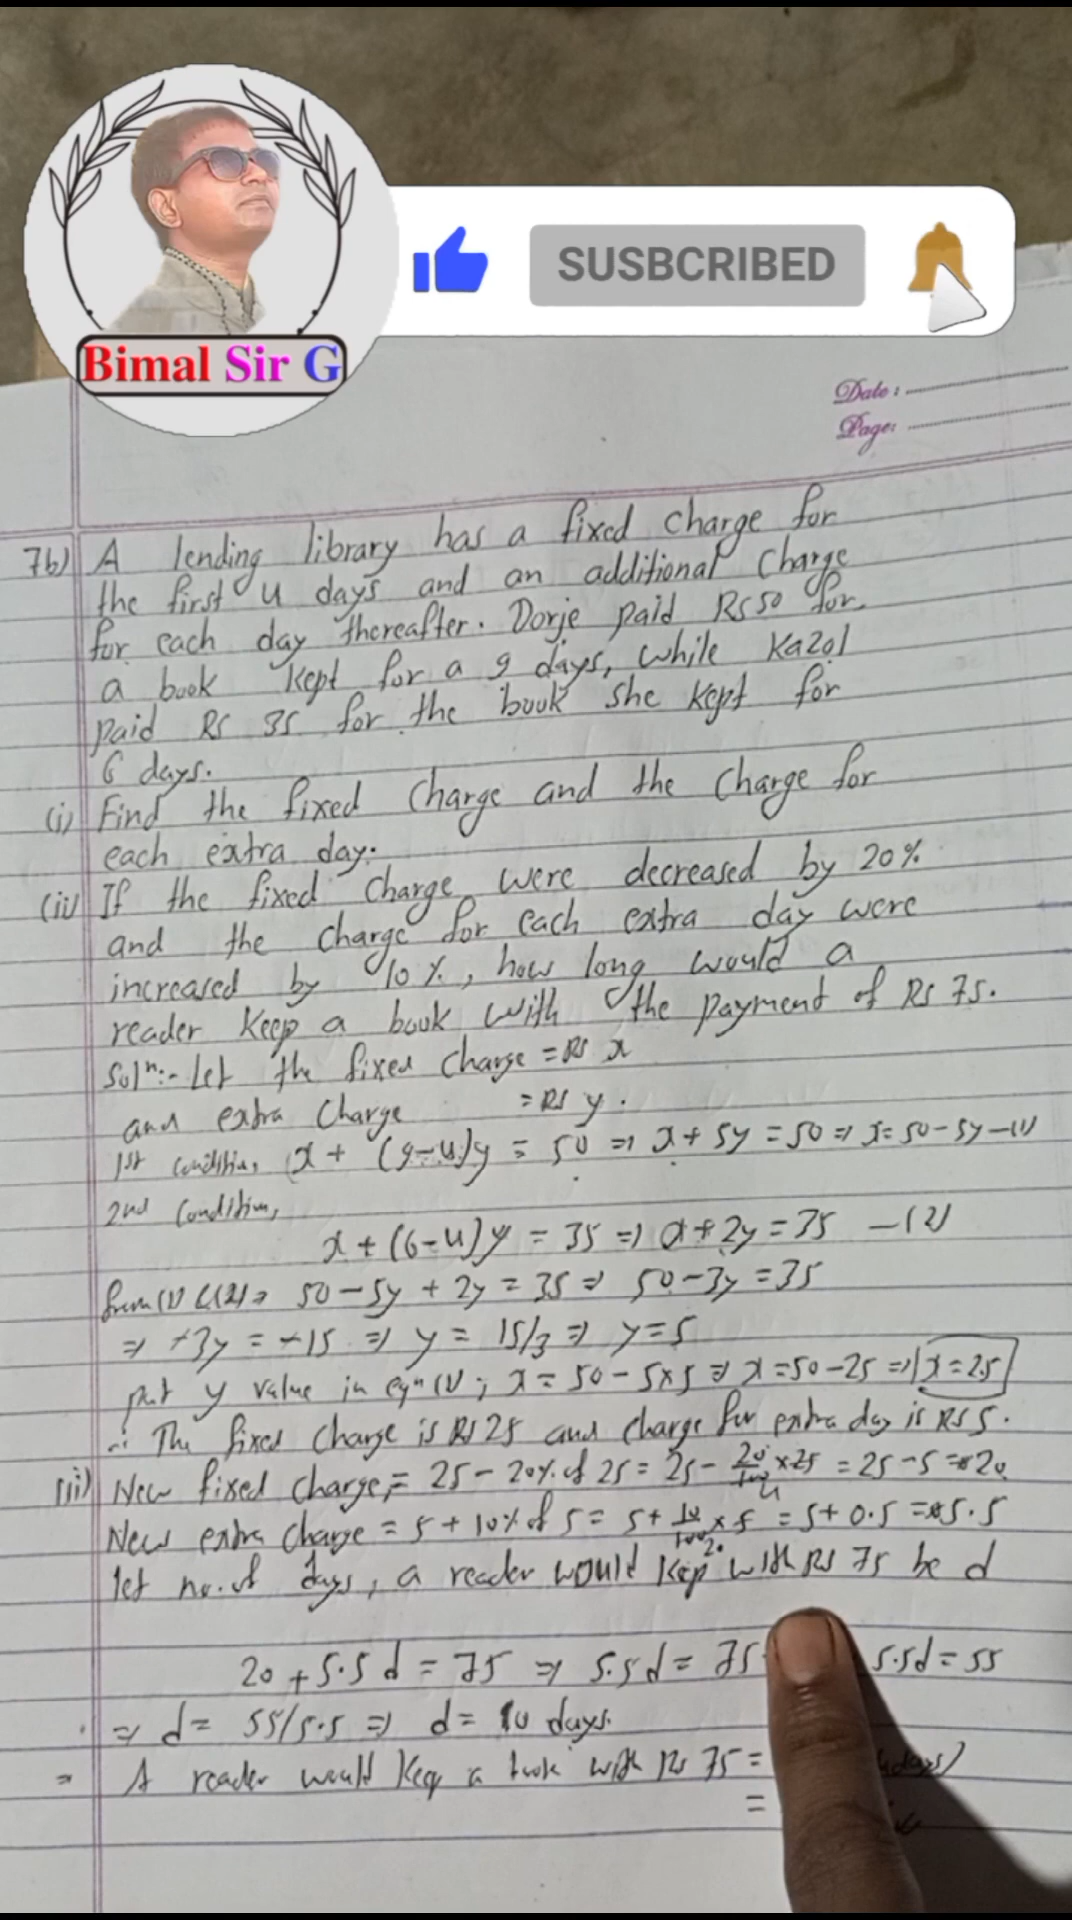 Bimal Sir G
SUSBCRIBED
Date:
Page:
7b) A lending library has a fixed charge for
the first 4 days and an additional charge
for each day thereafter. Dorje paid Rs 50 for
a book kept for a 9 days, while Kazol
paid Rs 35 for the book she kept for
6 days.
(i) Find the fixed charge and the charge for
each extra day.
(ii) If the fixed charge were decreased by 20%
and the charge for each extra day were
increased by 10%, how long would a
reader keep a book with the payment of Rs 75.
Solⁿ:- Let the fixed charge = Rs x
and extra charge = Rs y.
1st condition, x + (9-4)y = 50 ⇒ x + 5y = 50 ⇒ x = 50 - 5y —(1)
2nd condition,
x + (6-4)y = 35 ⇒ x + 2y = 35 —(2)
from (1) & (2) ⇒ 50 - 5y + 2y = 35 ⇒ 50 - 3y = 35
⇒ +3y = +15 ⇒ y = 15/3 ⇒ y = 5
put y value in eqⁿ (1); x = 50 - 5×5 ⇒ x = 50 - 25 ⇒ x = 25
∴ The fixed charge is Rs 25 and charge for extra day is Rs 5.
(ii) New fixed charge = 25 - 20% of 25 = 25 - 20/100 × 25 = 25 - 5 = 20
New extra charge = 5 + 10% of 5 = 5 + 10/100 × 5 = 5 + 0.5 = 5.5
let no. of days, a reader would keep with Rs 75 be d
20 + 5.5d = 75 ⇒ 5.5d = 75 5.5d = 55
⇒ d = 55/5.5 ⇒ d = 10 days.
= A reader would keep a book with Rs 75 = days)
=